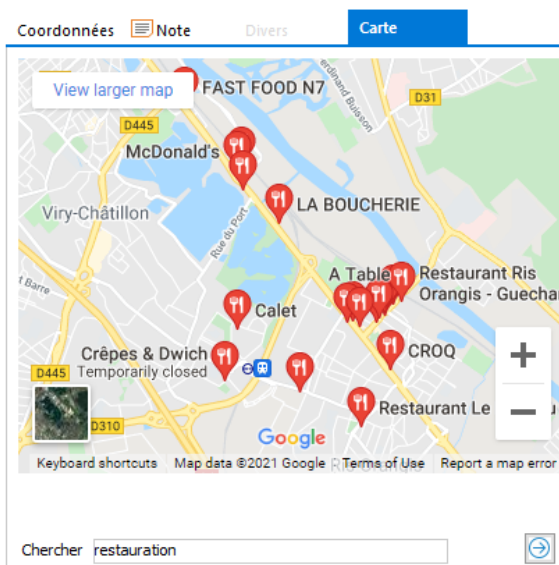 Coordonnées Note Divers Carte
View larger map
FAST FOOD N7
D31
D445
McDonald's
Viry-Châtillon
Rue du Port
LA BOUCHERIE
A Table
Restaurant Ris
Orangis - Guechar
Calet
Crêpes & Dwich
Temporarily closed
CROQ
D445
D310
Restaurant Le
Google
Keyboard shortcuts Map data ©2021 Google Terms of Use Report a map error
Chercher restauration